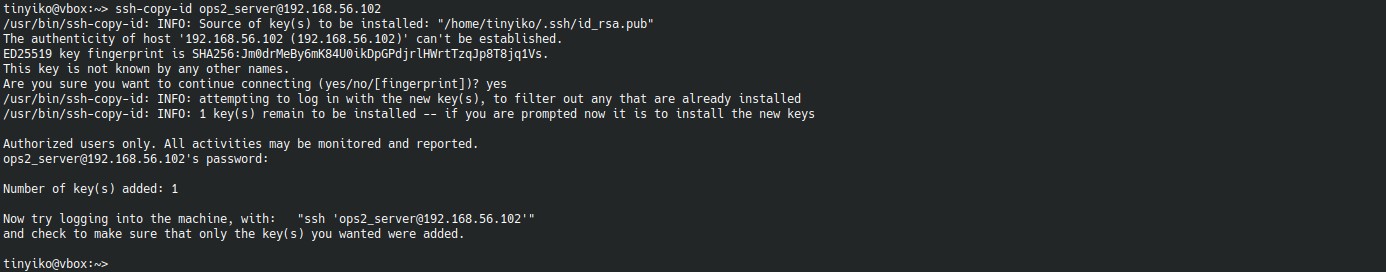 tinyiko@vbox:~> ssh-copy-id ops2_server@192.168.56.102
/usr/bin/ssh-copy-id: INFO: Source of key(s) to be installed: "/home/tinyiko/.ssh/id_rsa.pub"
The authenticity of host '192.168.56.102 (192.168.56.102)' can't be established.
ED25519 key fingerprint is SHA256:Jm0drMeBy6mK84U0ikDpGPdjrlHWrtTzqJp8T8jq1Vs.
This key is not known by any other names.
Are you sure you want to continue connecting (yes/no/[fingerprint])? yes
/usr/bin/ssh-copy-id: INFO: attempting to log in with the new key(s), to filter out any that are already installed
/usr/bin/ssh-copy-id: INFO: 1 key(s) remain to be installed -- if you are prompted now it is to install the new keys
Authorized users only. All activities may be monitored and reported.
ops2_server@192.168.56.102's password:
Number of key(s) added: 1
Now try logging into the machine, with:   "ssh 'ops2_server@192.168.56.102'"
and check to make sure that only the key(s) you wanted were added.
tinyiko@vbox:~>